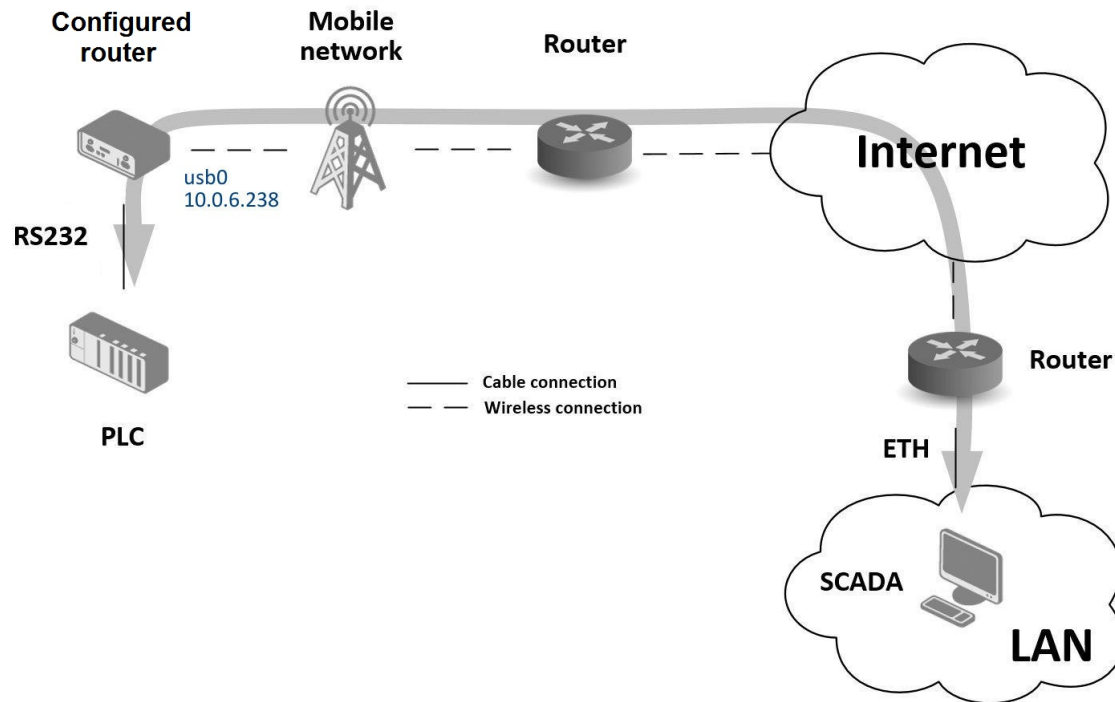 Configured
router
Mobile
network
Router
Internet
usb0
10.0.6.238
RS232
PLC
Cable connection
Wireless connection
Router
ETH
SCADA
LAN